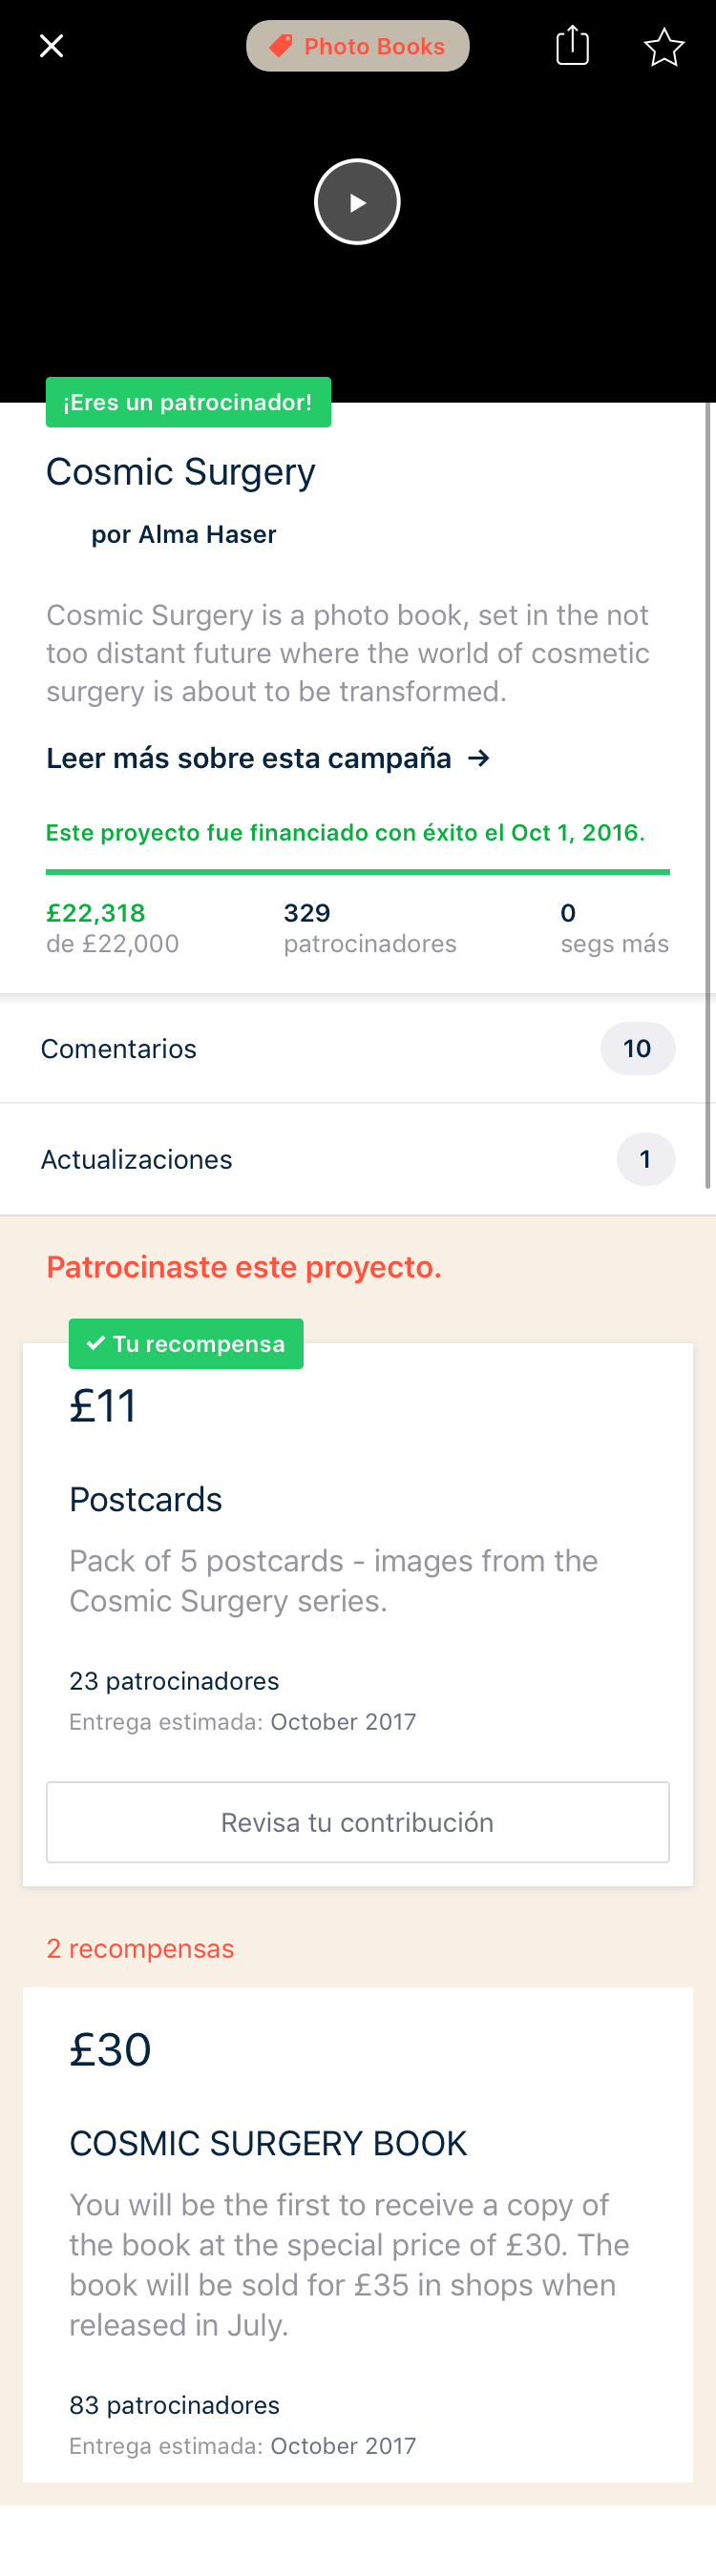 Photo Books
¡Eres un patrocinador!
Cosmic Surgery
por Alma Haser
Cosmic Surgery is a photo book, set in the not
too distant future where the world of cosmetic
surgery is about to be transformed.
Leer más sobre esta campaña →
Este proyecto fue financiado con éxito el Oct 1, 2016.
£22,318 329 0
de £22,000 patrocinadores segs más
Comentarios 10
Actualizaciones 1
Patrocinaste este proyecto.
Tu recompensa
£11
Postcards
Pack of 5 postcards - images from the
Cosmic Surgery series.
23 patrocinadores
Entrega estimada: October 2017
Revisa tu contribución
2 recompensas
£30
COSMIC SURGERY BOOK
You will be the first to receive a copy of
the book at the special price of £30. The
book will be sold for £35 in shops when
released in July.
83 patrocinadores
Entrega estimada: October 2017